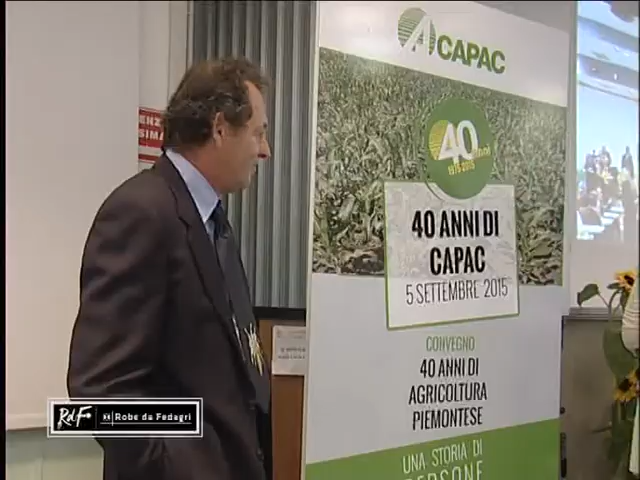 CAPAC
40 anni
1975-2015
40 ANNI DI
CAPAC
5 SETTEMBRE 2015
CONVEGNO
40 ANNI DI
AGRICOLTURA
PIEMONTESE
UNA STORIA DI
PERSONE
RdF
Robe da Fedagri